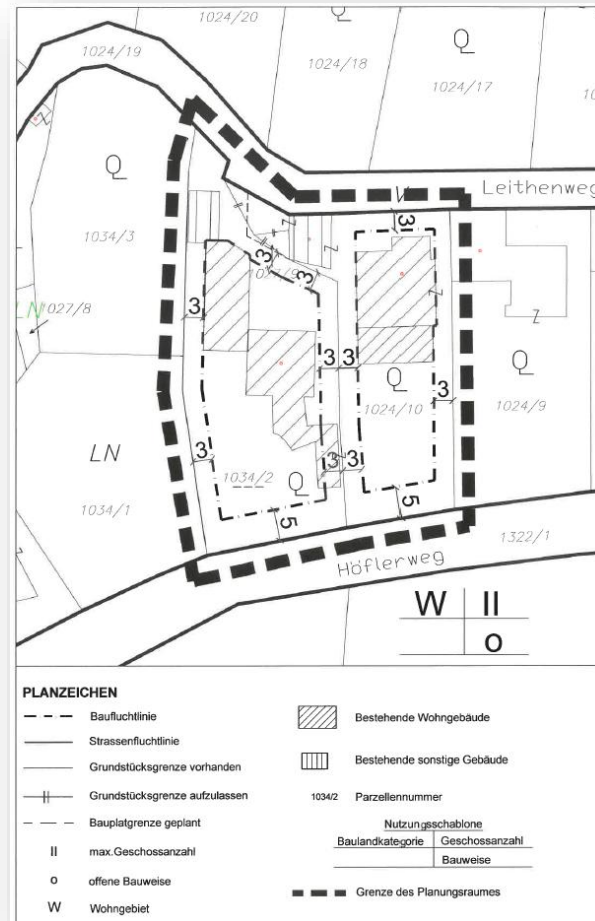 1024/20
1024/19
1024/18
1024/17
Leithenweg
1034/3
1027/8
LN
3
3
3
3
3 3
1024/10
3
1024/9
LN
3
3 3
1034/2
1034/1
5
5
1322/1
Höflerweg
W II
o
PLANZEICHEN
Baufluchtlinie
Strassenfluchtlinie
Grundstücksgrenze vorhanden
Grundstücksgrenze aufzulassen
Bauplatgrenze geplant
II max.Geschossanzahl
o offene Bauweise
W Wohngebiet
Bestehende Wohngebäude
Bestehende sonstige Gebäude
1034/2 Parzellennummer
Nutzungsschablone
Baulandkategorie Geschossanzahl
Bauweise
Grenze des Planungsraumes